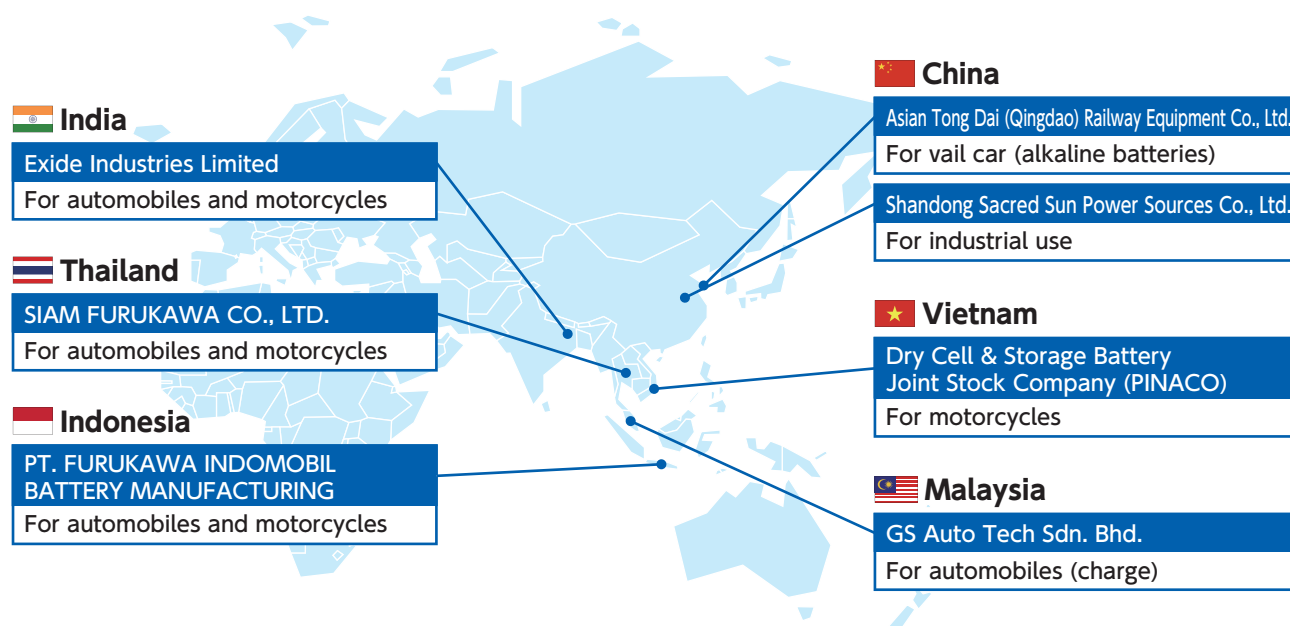 India
Exide Industries Limited
For automobiles and motorcycles
Thailand
SIAM FURUKAWA CO., LTD.
For automobiles and motorcycles
Indonesia
PT. FURUKAWA INDOMOBIL
BATTERY MANUFACTURING
For automobiles and motorcycles
China
Asian Tong Dai (Qingdao) Railway Equipment Co., Ltd.
For vail car (alkaline batteries)
Shandong Sacred Sun Power Sources Co., Ltd.
For industrial use
Vietnam
Dry Cell & Storage Battery
Joint Stock Company (PINACO)
For motorcycles
Malaysia
GS Auto Tech Sdn. Bhd.
For automobiles (charge)